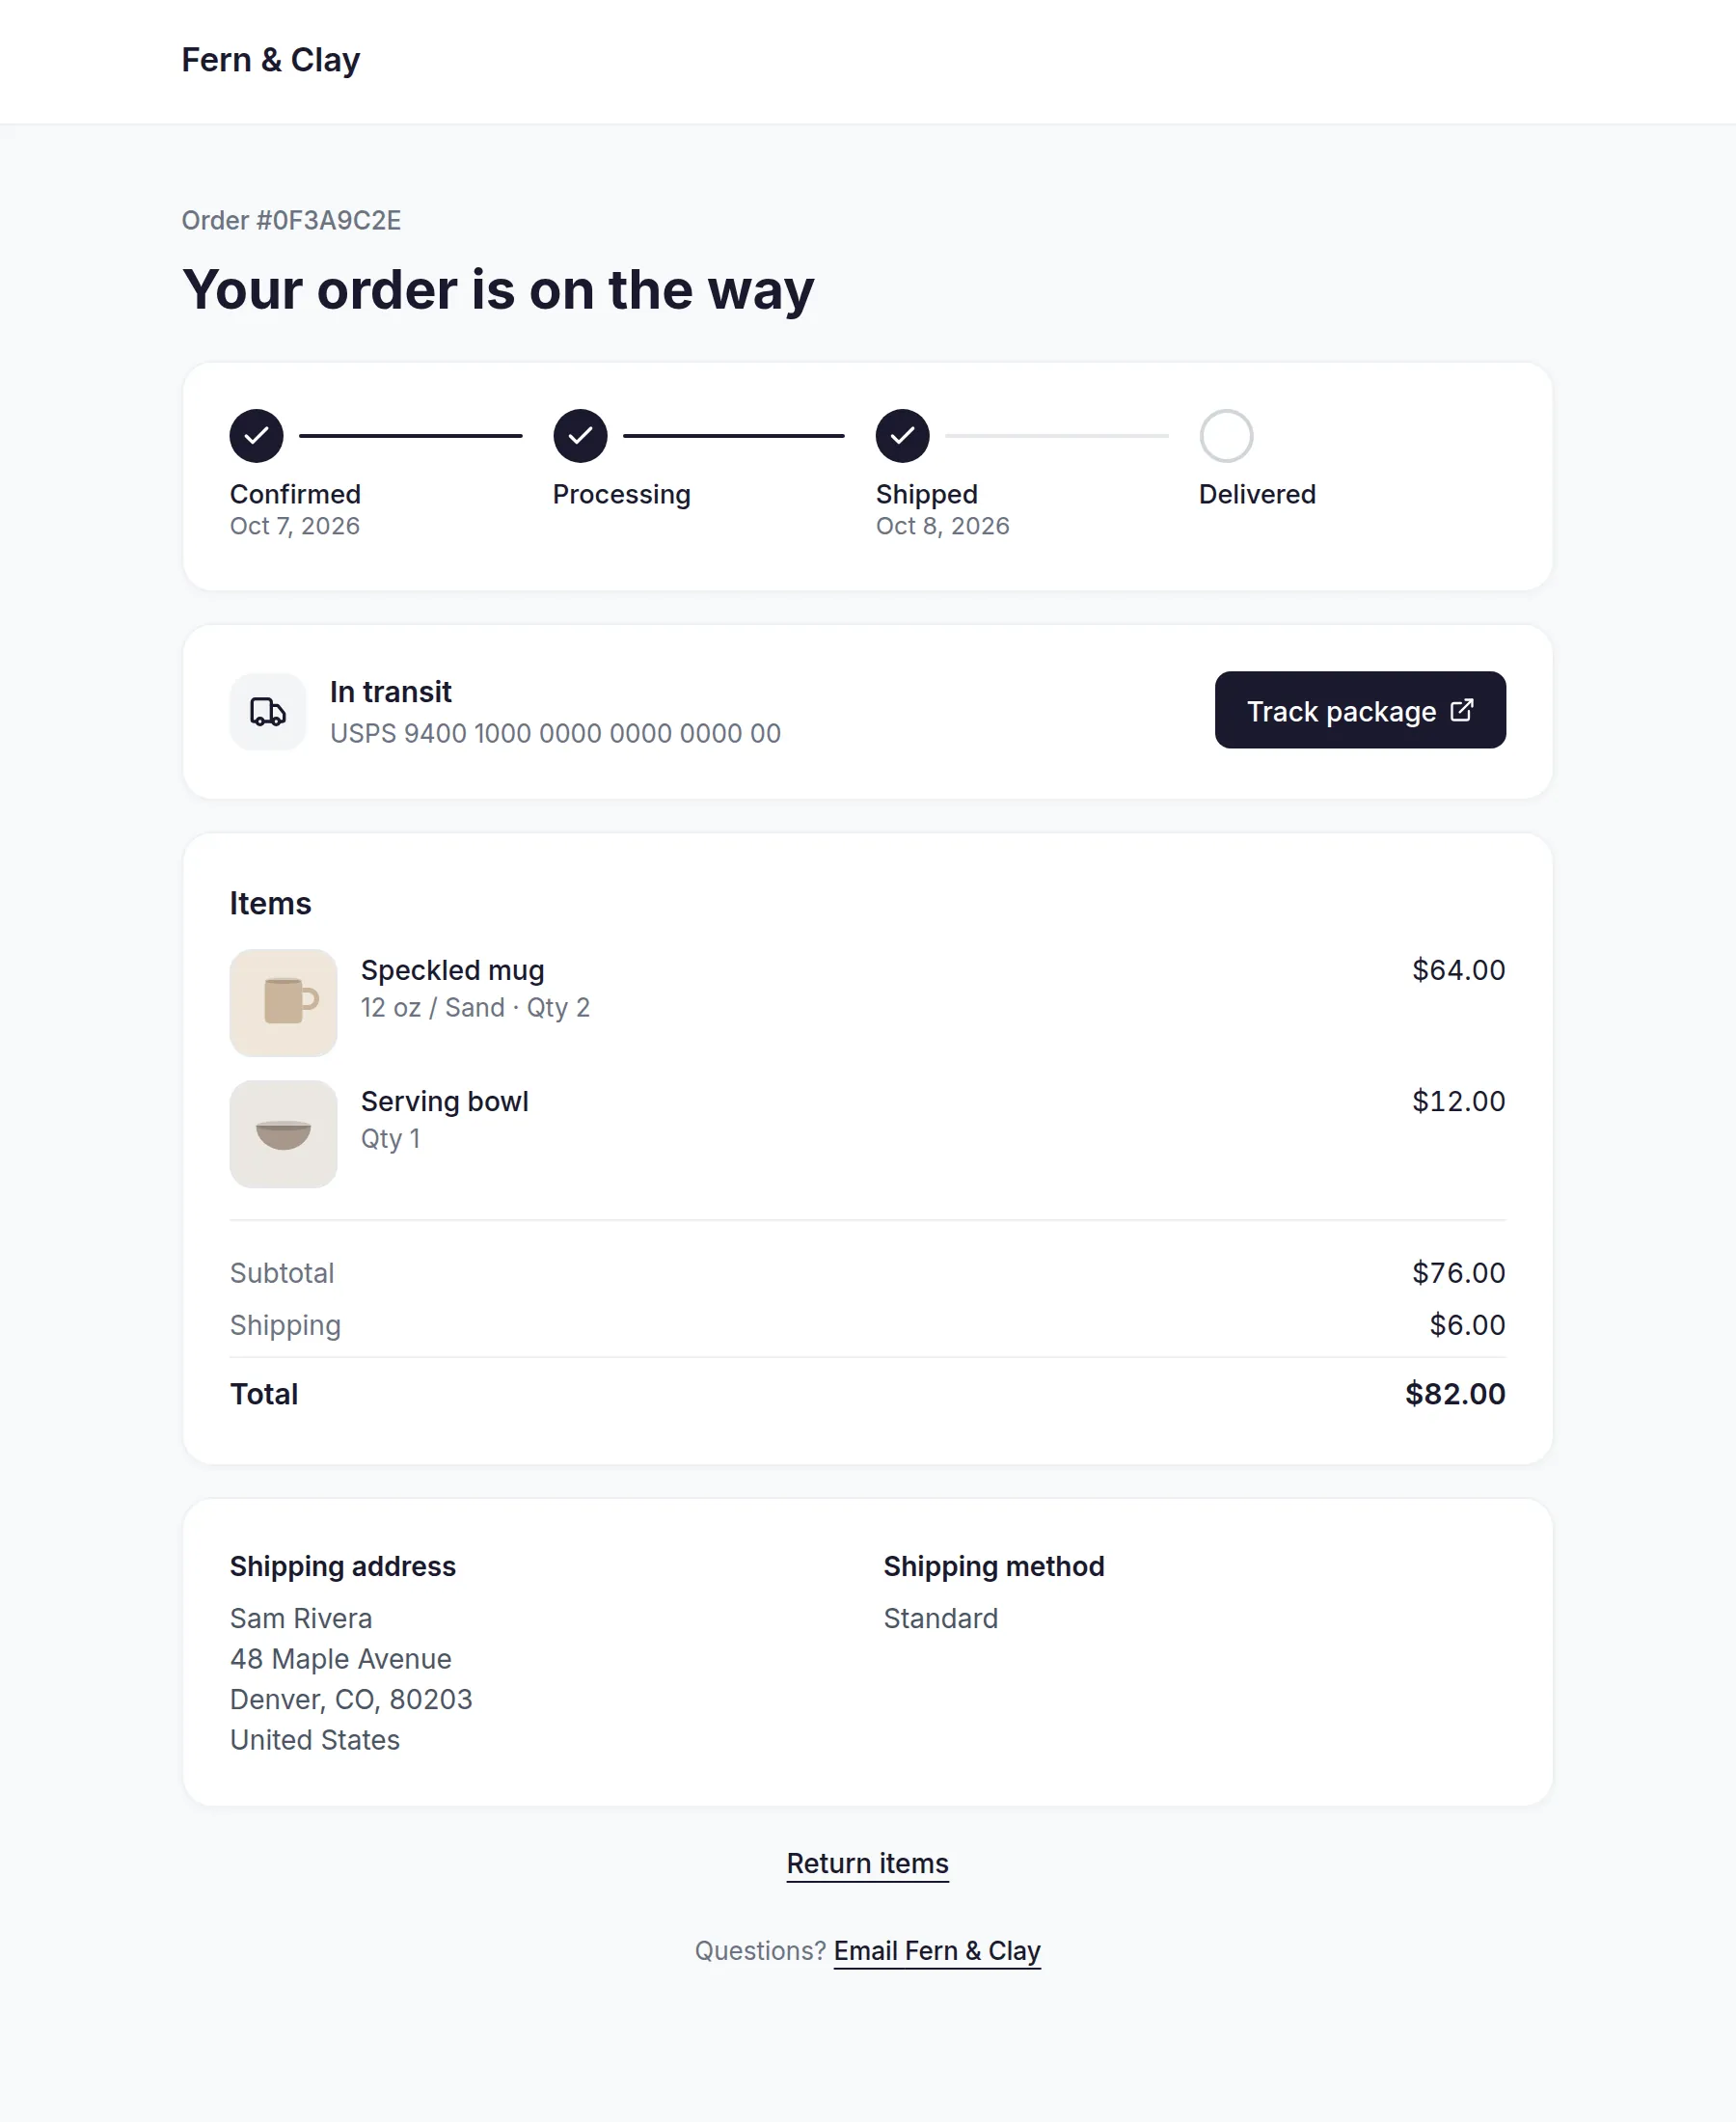 Fern & Clay
Order #0F3A9C2E
Your order is on the way
Confirmed
Oct 7, 2026
Processing
Shipped
Oct 8, 2026
Delivered
In transit
USPS 9400 1000 0000 0000 0000 00
Track package
Items
Speckled mug
$64.00
12 oz / Sand · Qty 2
Serving bowl
$12.00
Qty 1
Subtotal
$76.00
Shipping
$6.00
Total
$82.00
Shipping address
Sam Rivera
48 Maple Avenue
Denver, CO, 80203
United States
Shipping method
Standard
Return items
Questions? Email Fern & Clay